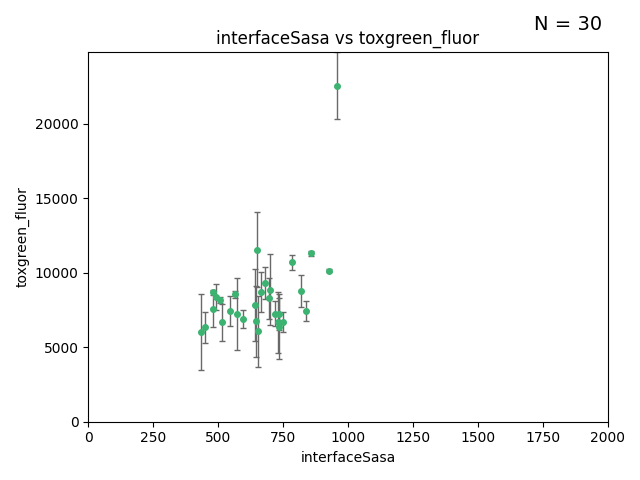 N = 30
interfaceSasa vs toxgreen_fluor
toxgreen_fluor
20000
15000
10000
5000
0
0 250 500 750 1000 1250 1500 1750 2000
interfaceSasa